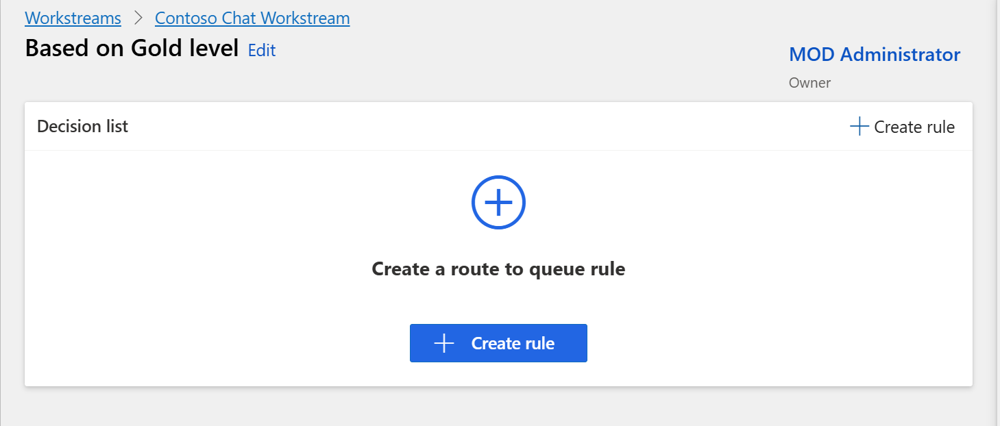 Workstreams > Contoso Chat Workstream
Based on Gold level Edit
MOD Administrator
Owner
Decision list
+ Create rule
Create a route to queue rule
+ Create rule